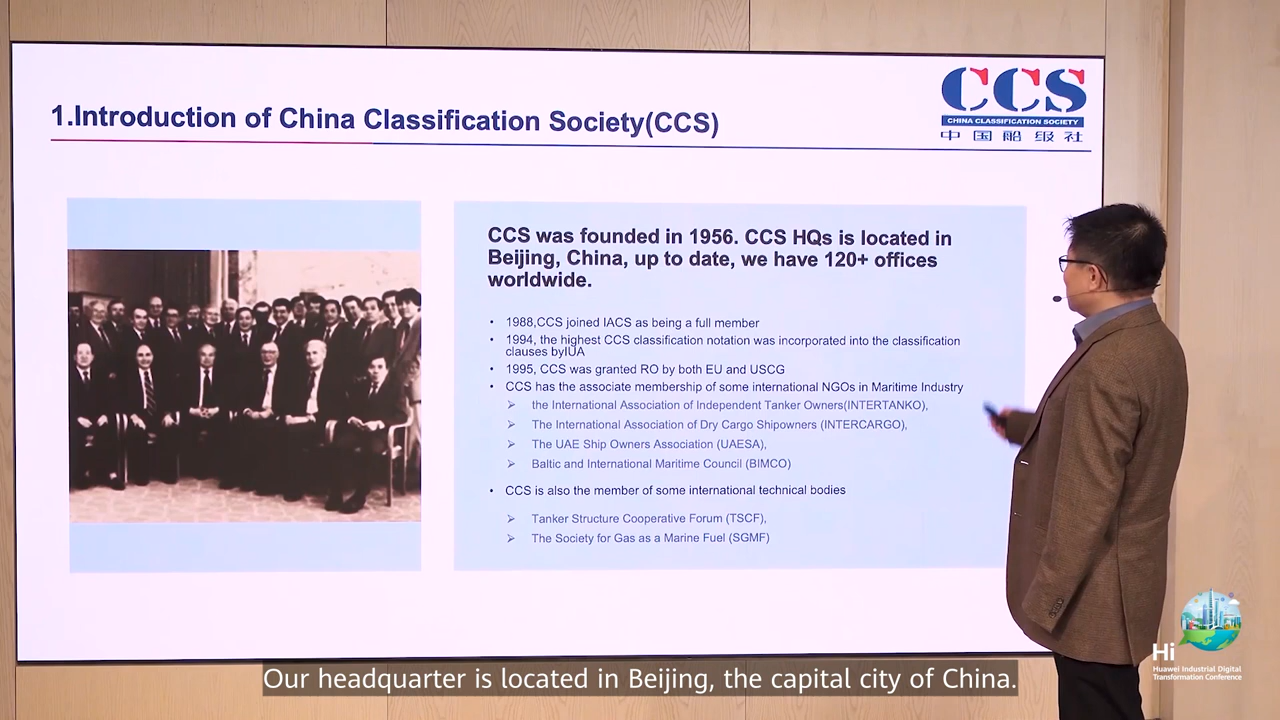 1.Introduction of China Classification Society(CCS)
CCS
CHINA CLASSIFICATION SOCIETY
中国船级社
CCS was founded in 1956. CCS HQs is located in
Beijing, China, up to date, we have 120+ offices
worldwide.
• 1988,CCS joined IACS as being a full member
• 1994, the highest CCS classification notation was incorporated into the classification
clauses byIUA
• 1995, CCS was granted RO by both EU and USCG
• CCS has the associate membership of some international NGOs in Maritime Industry
➢ the International Association of Independent Tanker Owners(INTERTANKO),
➢ The International Association of Dry Cargo Shipowners (INTERCARGO),
➢ The UAE Ship Owners Association (UAESA),
➢ Baltic and International Maritime Council (BIMCO)
• CCS is also the member of some international technical bodies
➢ Tanker Structure Cooperative Forum (TSCF),
➢ The Society for Gas as a Marine Fuel (SGMF)
Hi
Huawei Industrial Digital
Transformation Conference
Our headquarter is located in Beijing, the capital city of China.